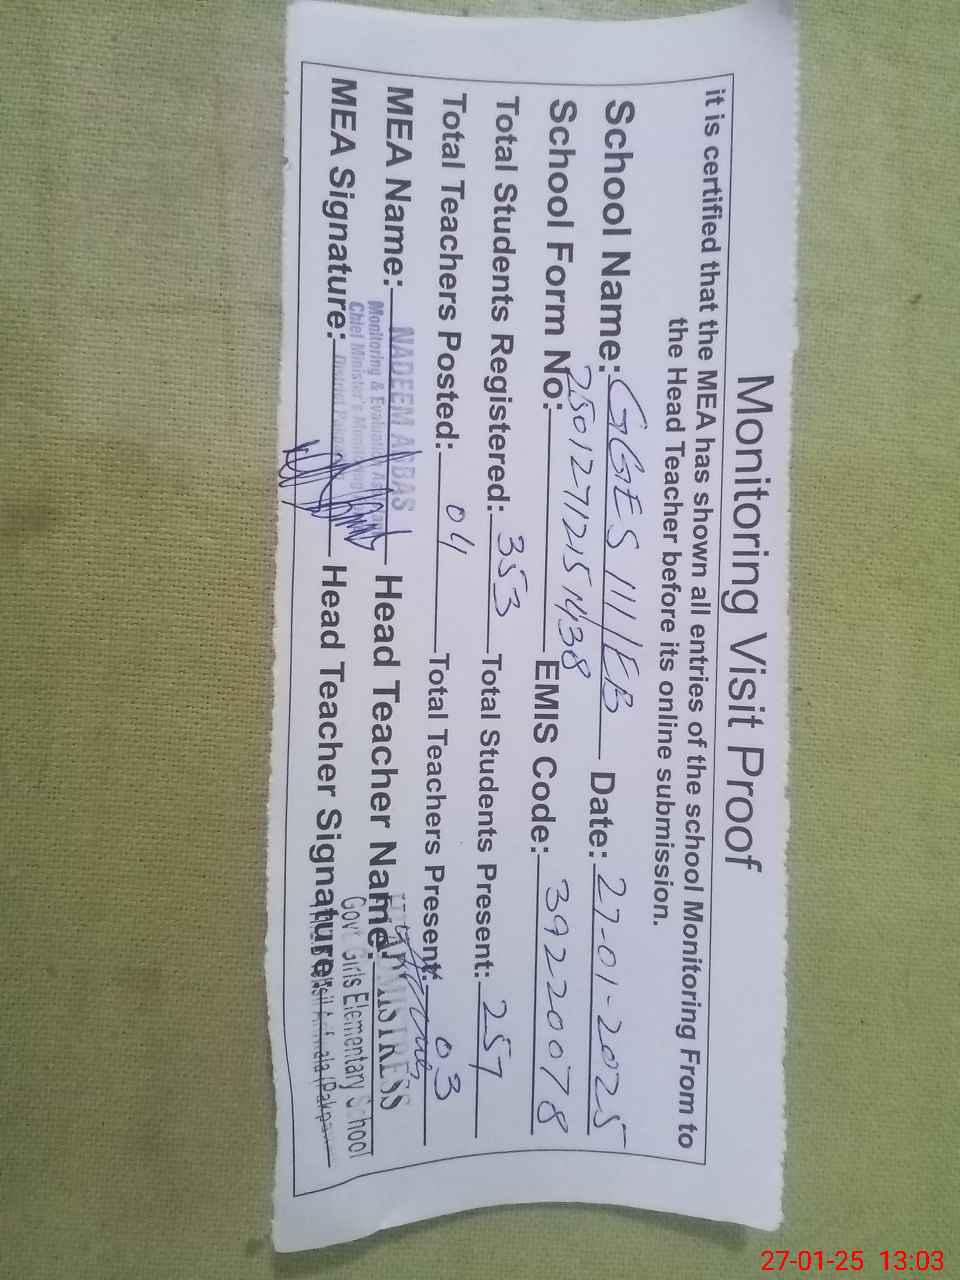 Monitoring Visit Proof
it is certified that the MEA has shown all entries of the school Monitoring From to
the Head Teacher before its online submission.
School Name: GGES 111/EB Date: 27-01-2025
School Form No: EMIS Code: 39220078
Total Students Registered: 353 Total Students Present: 257
Total Teachers Posted: 04 Total Teachers Present: 03
MEA Name: NADEEM ABBAS Head Teacher Name: HEADMISTRESS
Monitoring & Evaluation
Chief Minister's
District
Govt Girls Elementary School
MEA Signature: Head Teacher Signature:
27-01-25 13:03